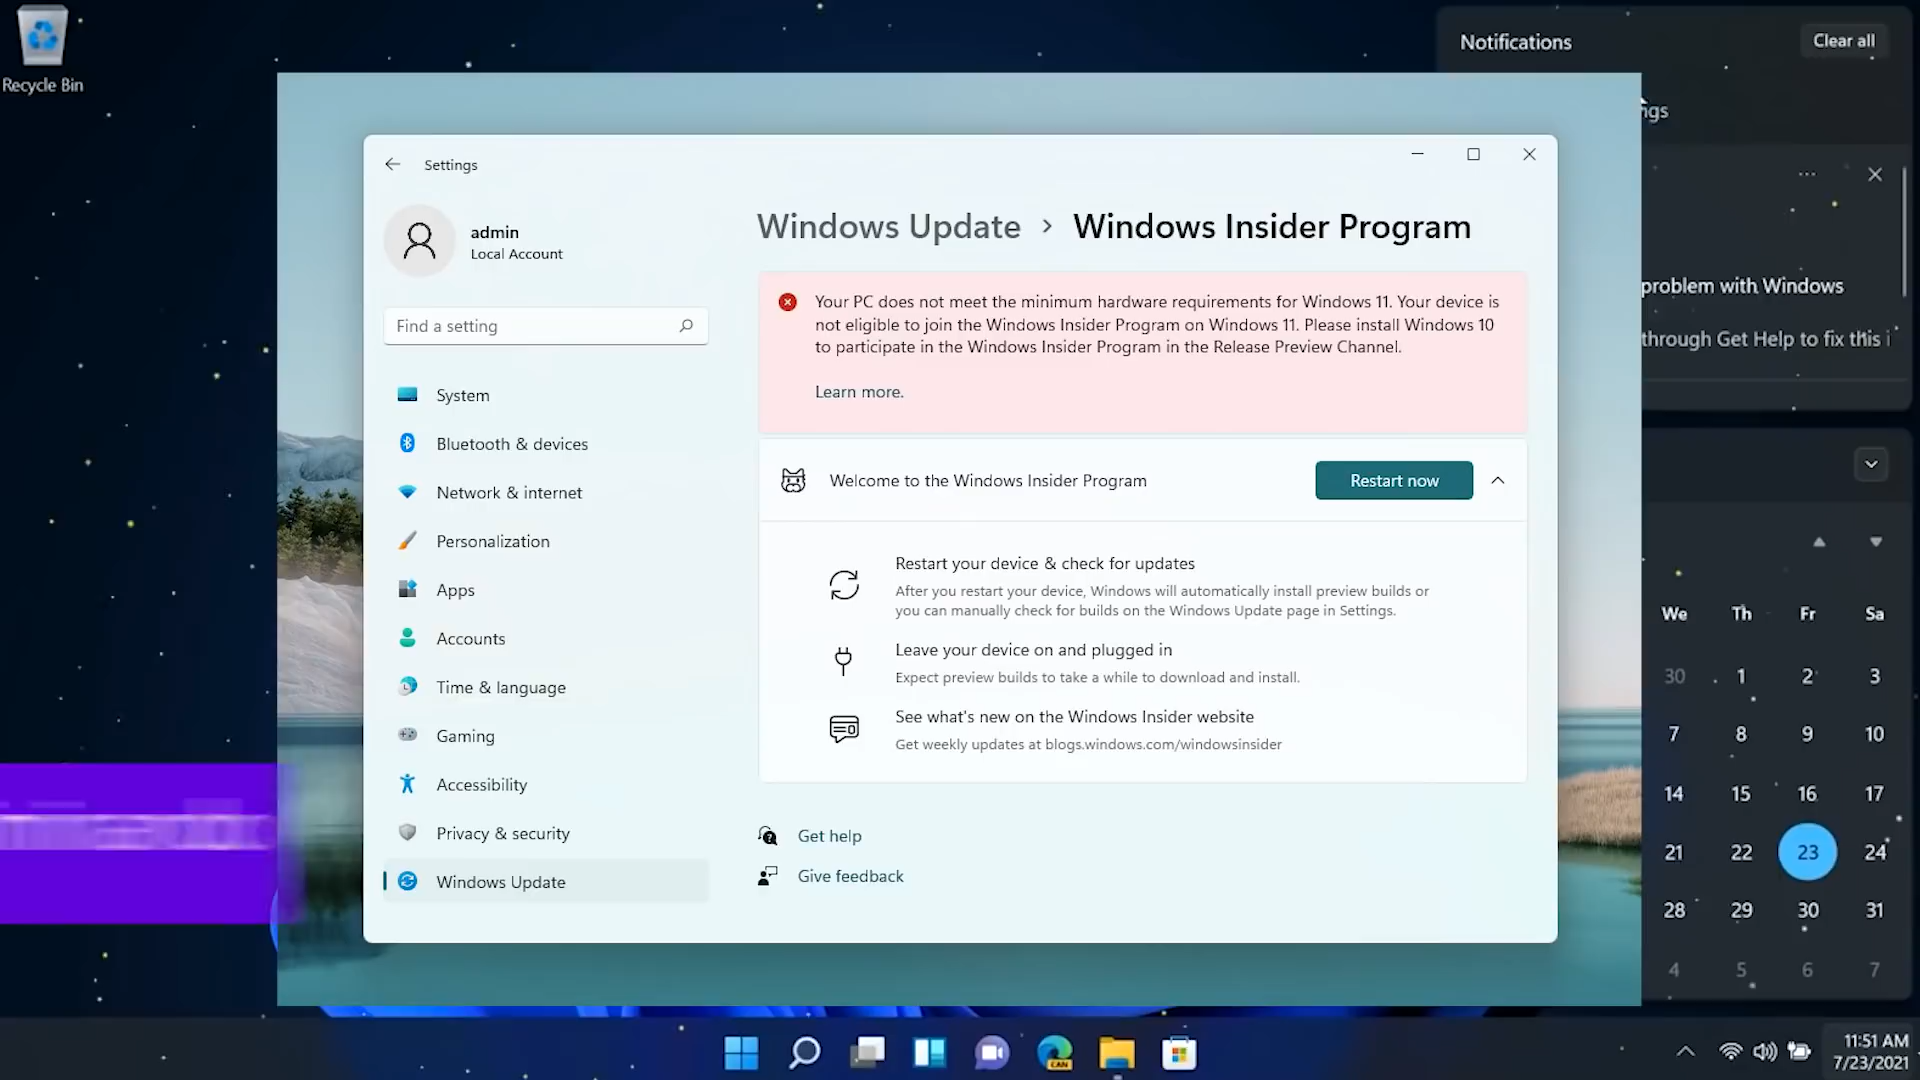 Recycle Bin
Notifications
Clear all
ngs
problem with Windows
through Get Help to fix this i
Settings
admin
Local Account
Find a setting
System
Bluetooth & devices
Network & internet
Personalization
Apps
Accounts
Time & language
Gaming
Accessibility
Privacy & security
Windows Update
Windows Update > Windows Insider Program
Your PC does not meet the minimum hardware requirements for Windows 11. Your device is
not eligible to join the Windows Insider Program on Windows 11. Please install Windows 10
to participate in the Windows Insider Program in the Release Preview Channel.
Learn more.
Welcome to the Windows Insider Program
Restart now
Restart your device & check for updates
After you restart your device, Windows will automatically install preview builds or
you can manually check for builds on the Windows Update page in Settings.
Leave your device on and plugged in
Expect preview builds to take a while to download and install.
See what's new on the Windows Insider website
Get weekly updates at blogs.windows.com/windowsinsider
Get help
Give feedback
We Th Fr Sa
30 1 2 3
7 8 9 10
14 15 16 17
21 22 23 24
28 29 30 31
4 5 6 7
CAN
11:51 AM
7/23/2021